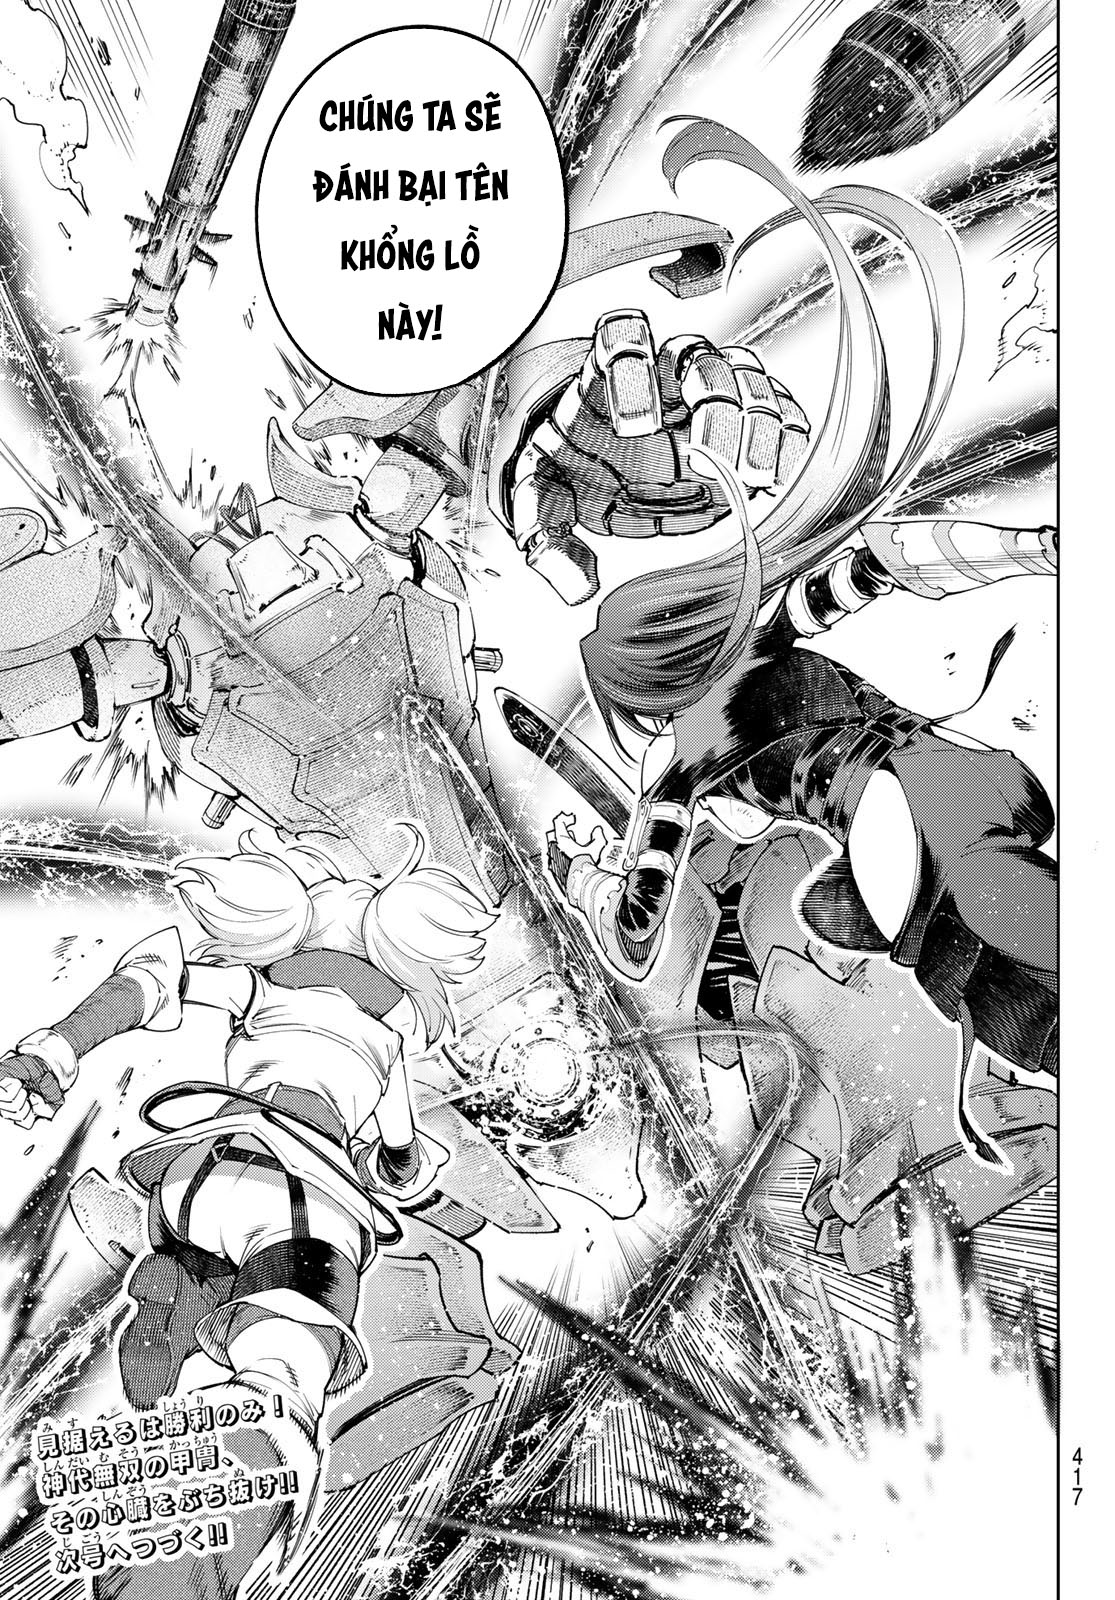 CHÚNG TA SẼ
ĐÁNH BẠI TÊN
KHỔNG LỒ
NÀY!
見据えるは勝利のみ!
神代無双の甲冑、
その心臓をぶち抜け!!
次号へつづく!!
417